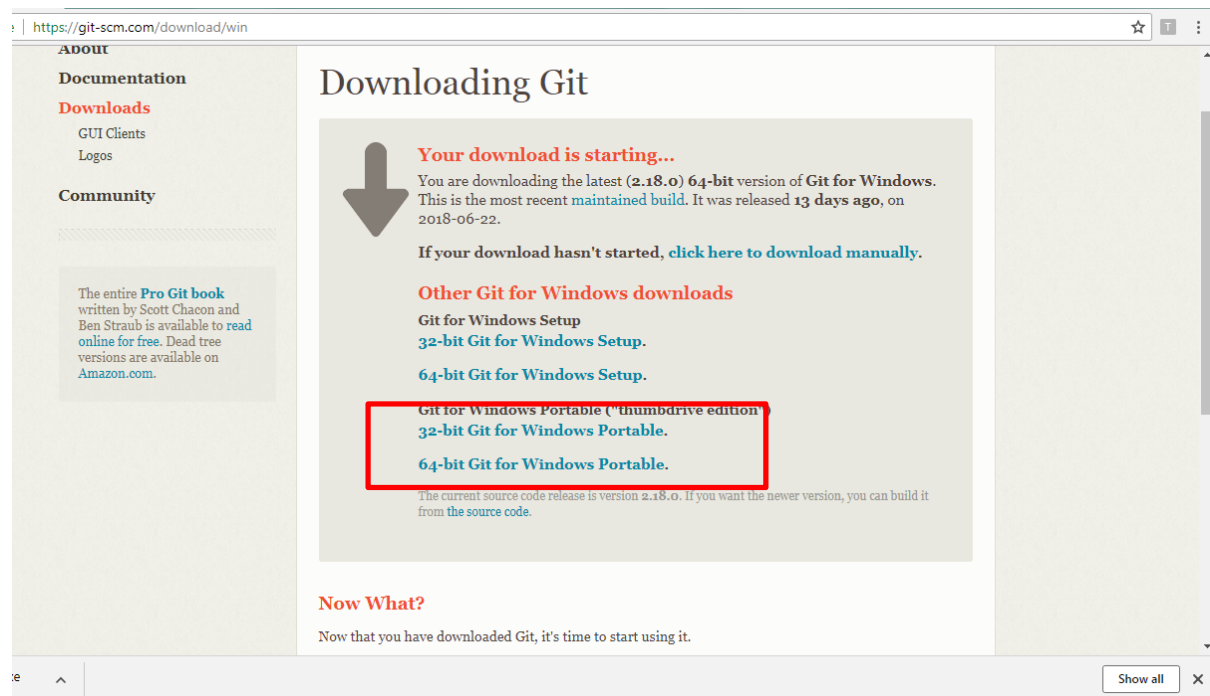 https://git-scm.com/download/win
T
About
Documentation
Downloads
GUI Clients
Logos
Community
The entire Pro Git book
written by Scott Chacon and
Ben Straub is available to read
online for free. Dead tree
versions are available on
Amazon.com.
Downloading Git
Your download is starting...
You are downloading the latest (2.18.0) 64-bit version of Git for Windows.
This is the most recent maintained build. It was released 13 days ago, on
2018-06-22.
If your download hasn't started, click here to download manually.
Other Git for Windows downloads
Git for Windows Setup
32-bit Git for Windows Setup.
64-bit Git for Windows Setup.
Git for Windows Portable ("thumbdrive edition")
32-bit Git for Windows Portable.
64-bit Git for Windows Portable.
The current source code release is version 2.18.0. If you want the newer version, you can build it
from the source code.
Now What?
Now that you have downloaded Git, it's time to start using it.
Show all